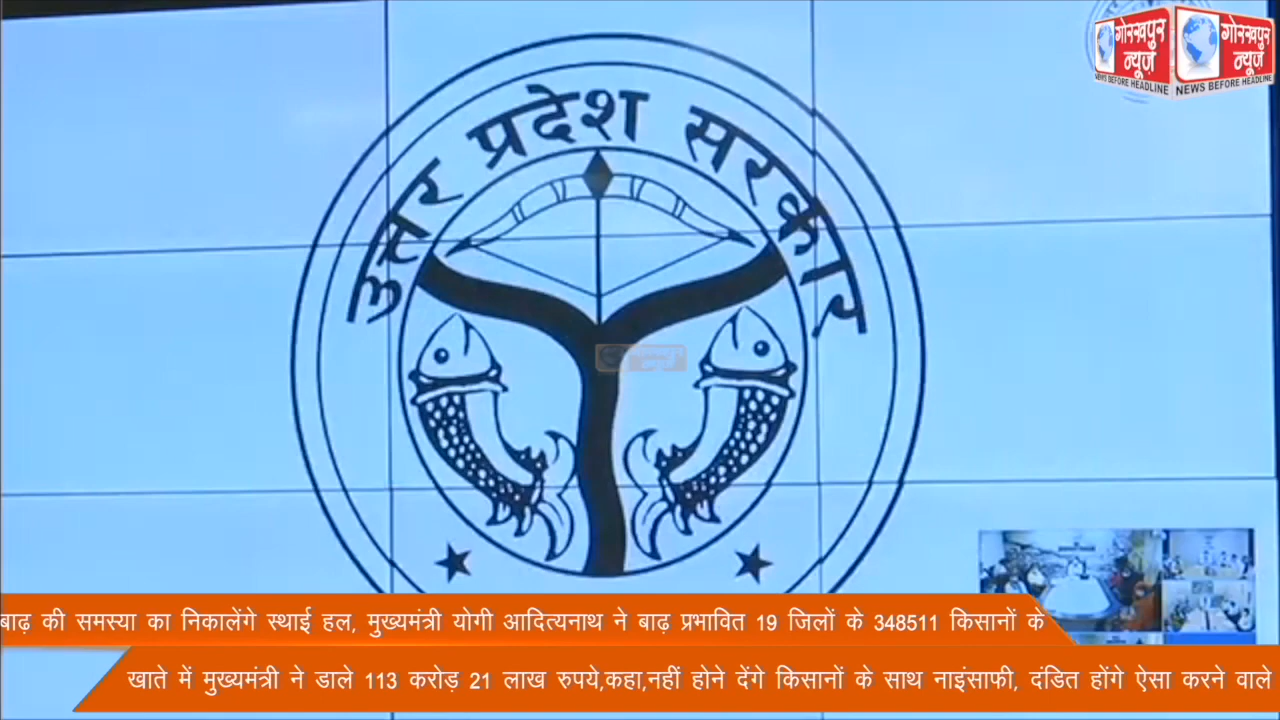 गोरखपुर
न्यूज़
NEWS BEFORE HEADLINE
गोरखपुर
न्यूज़
NEWS BEFORE HEADLINE
उत्तर प्रदेश सरकार
बाढ़ की समस्या का निकालेंगे स्थाई हल, मुख्यमंत्री योगी आदित्यनाथ ने बाढ़ प्रभावित 19 जिलों के 348511 किसानों के
खाते में मुख्यमंत्री ने डाले 113 करोड़ 21 लाख रुपये,कहा,नहीं होने देंगे किसानों के साथ नाइंसाफी, दंडित होंगे ऐसा करने वाले